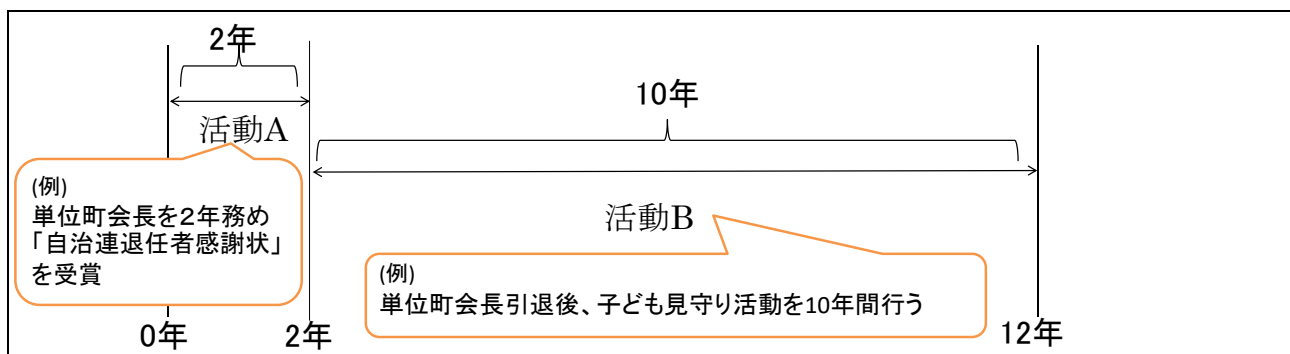 2年
10年
活動A
(例)
単位町会長を２年務め
「自治連退任者感謝状」
を受賞
活動B
(例)
単位町会長引退後、子ども見守り活動を10年間行う
0年
2年
12年